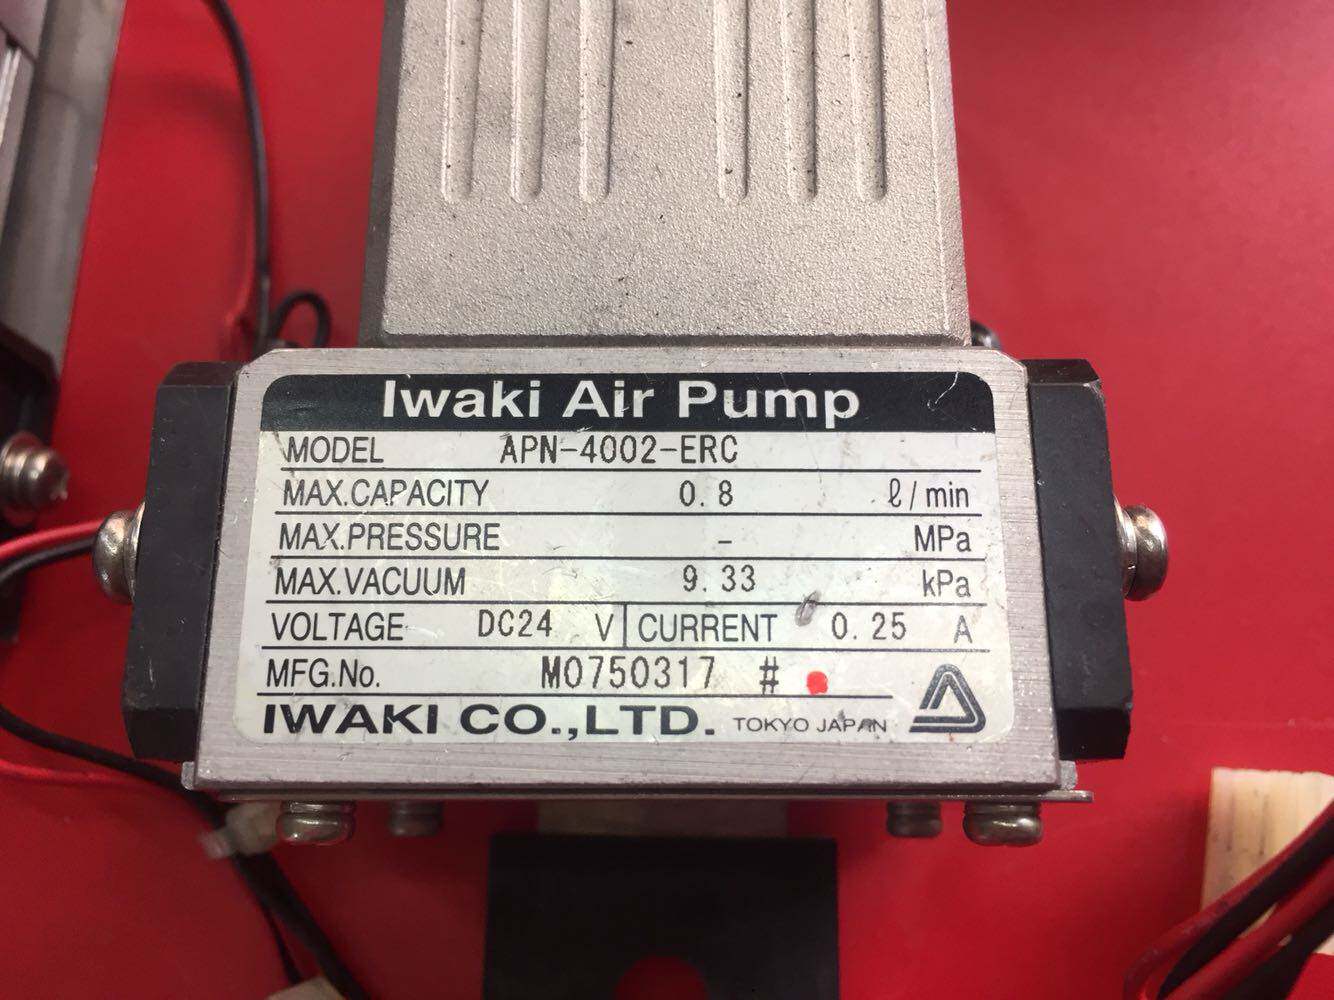 Iwaki Air Pump
MODEL APN-4002-ERC
MAX.CAPACITY 0.8 ℓ/min
MAX.PRESSURE - MPa
MAX.VACUUM 9.33 kPa
VOLTAGE DC24 V CURRENT 0.25 A
MFG.No. M0750317 #
IWAKI CO.,LTD. TOKYO JAPAN